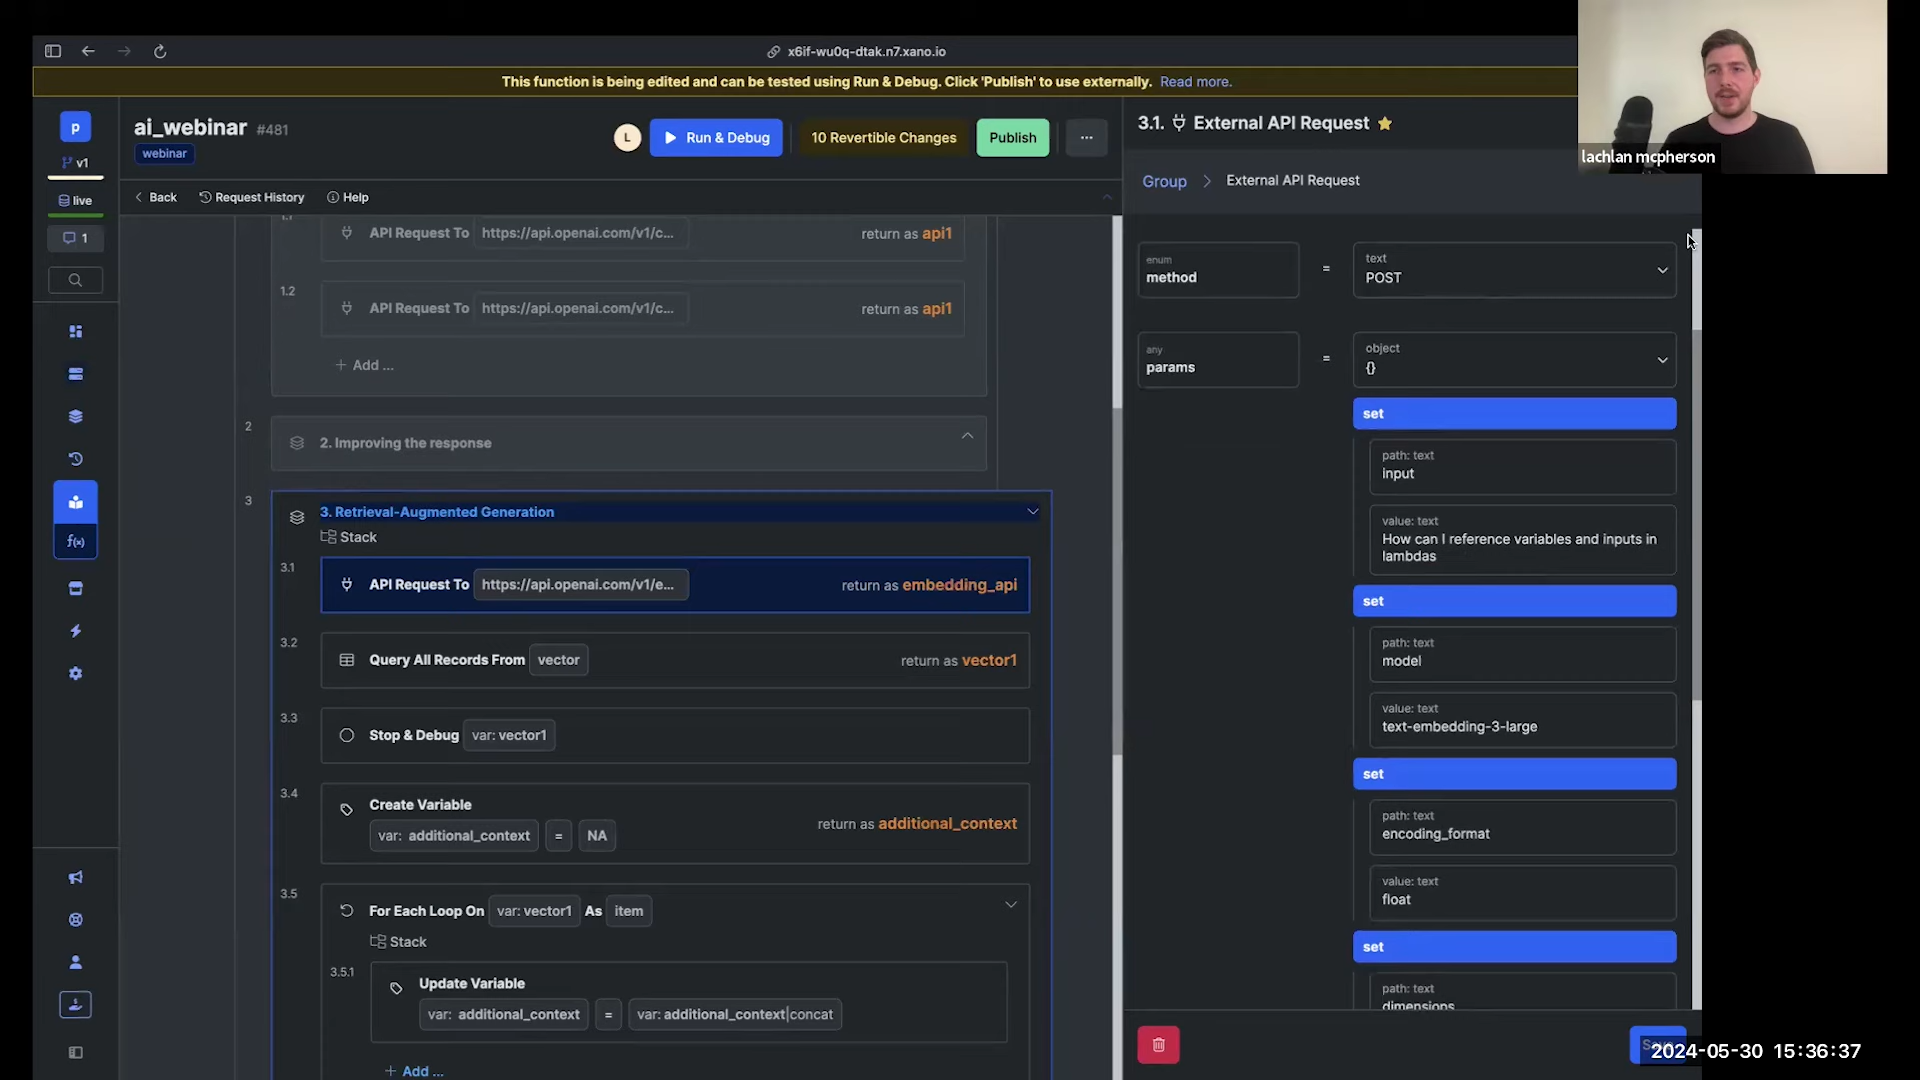 x6if-wu0q-dtak.n7.xano.io
This function is being edited and can be tested using Run & Debug. Click 'Publish' to use externally. Read more.
lachlan mcpherson
p
v1
live
1
f(x)
ai_webinar #481
webinar
L
Run & Debug
10 Revertible Changes
Publish
...
Back
Request History
Help
1.1
API Request To https://api.openai.com/v1/c... return as api1
1.2
API Request To https://api.openai.com/v1/c... return as api1
+ Add ...
2
2. Improving the response
3
3. Retrieval-Augmented Generation
Stack
3.1
API Request To https://api.openai.com/v1/e... return as embedding_api
3.2
Query All Records From vector return as vector1
3.3
Stop & Debug var: vector1
3.4
Create Variable
var: additional_context = NA return as additional_context
3.5
For Each Loop On var: vector1 As item
Stack
3.5.1
Update Variable
var: additional_context = var: additional_context|concat
+ Add ...
3.1. External API Request
Group > External API Request
enum
method
=
text
POST
any
params
=
object
{}
set
path: text
input
value: text
How can I reference variables and inputs in
lambdas
set
path: text
model
value: text
text-embedding-3-large
set
path: text
encoding_format
value: text
float
set
path: text
dimensions
2024-05-30 15:36:37